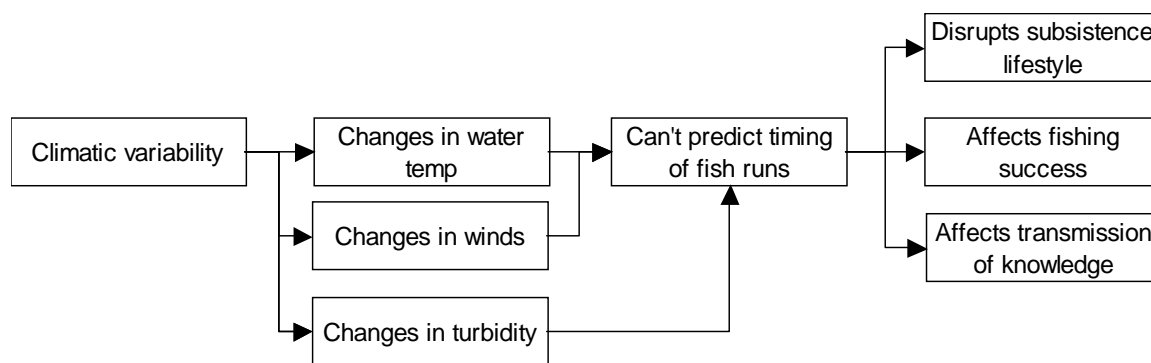 Climatic variability
Changes in water
temp
Changes in winds
Changes in turbidity
Can't predict timing
of fish runs
Disrupts subsistence
lifestyle
Affects fishing
success
Affects transmission
of knowledge